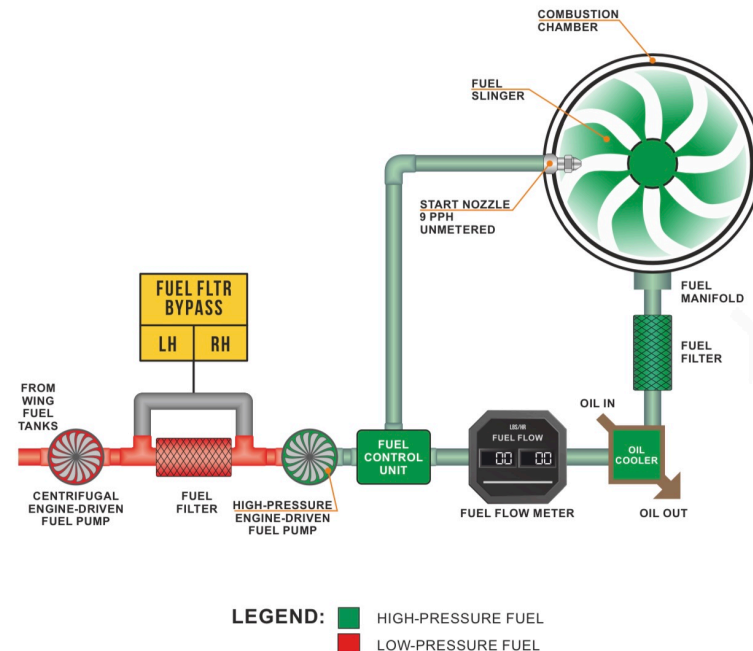 COMBUSTION
CHAMBER
FUEL
SLINGER
START NOZZLE
9 PPH
UNMETERED
FUEL
MANIFOLD
FUEL FLTR
BYPASS
LH RH
FUEL
FILTER
FROM
WING
FUEL
TANKS
OIL IN
LBS/HR
FUEL FLOW
00 00
FUEL
CONTROL
UNIT
OIL
COOLER
CENTRIFUGAL
ENGINE-DRIVEN
FUEL PUMP
FUEL
FILTER
HIGH-PRESSURE
ENGINE-DRIVEN
FUEL PUMP
FUEL FLOW METER
OIL OUT
LEGEND:
HIGH-PRESSURE FUEL
LOW-PRESSURE FUEL